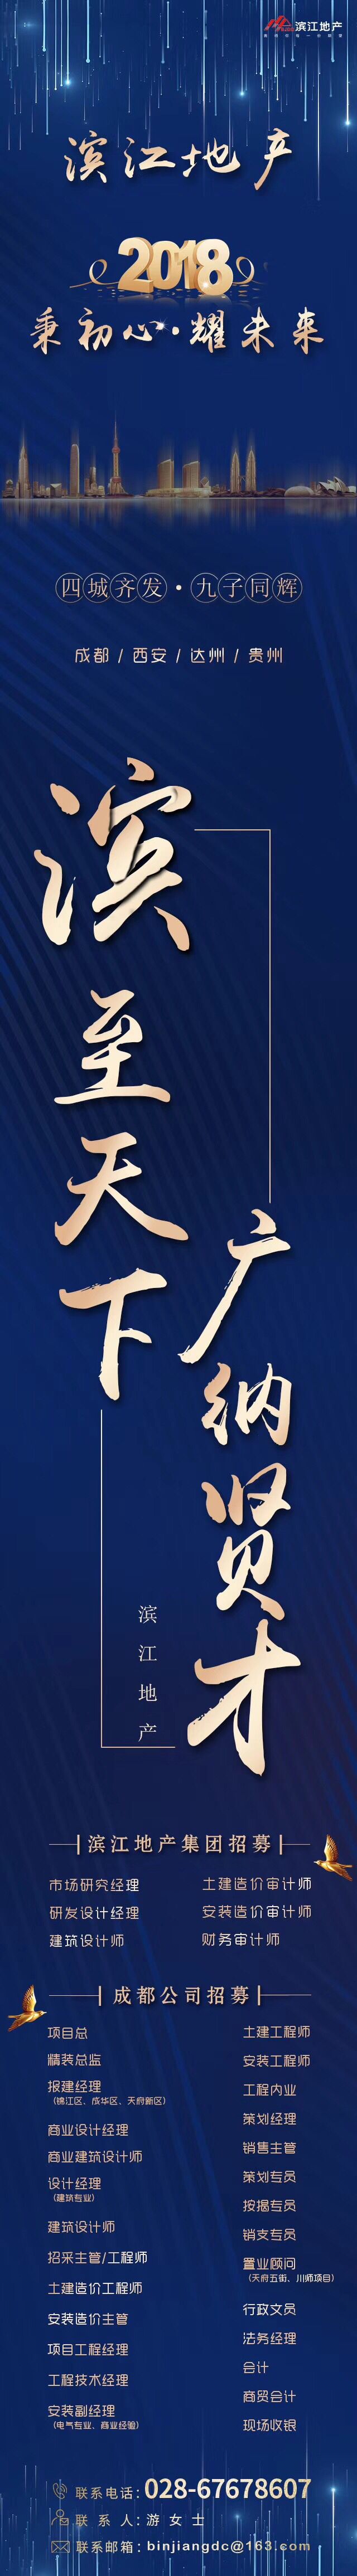 滨江地产
滨江地产
2018
秉初心·耀未来
四城齐发·九子同辉
成都 / 西安 / 达州 / 贵州
滨至天下
广纳贤才
滨江地产
滨江地产集团招募
市场研究经理
研发设计经理
建筑设计师
土建造价审计师
安装造价审计师
财务审计师
成都公司招募
项目总
精装总监
报建经理
(锦江区、成华区、天府新区)
商业设计经理
商业建筑设计师
设计经理
(建筑专业)
建筑设计师
招采主管/工程师
土建造价工程师
安装造价主管
项目工程经理
工程技术经理
安装副经理
(电气专业、商业经验)
土建工程师
安装工程师
工程内业
策划经理
销售主管
策划专员
按揭专员
销支专员
置业顾问
(天府五街、川师项目)
行政文员
法务经理
会计
商贸会计
现场收银
联系电话：028-67678607
联系人：游女士
联系邮箱：binjiangdc@163.com